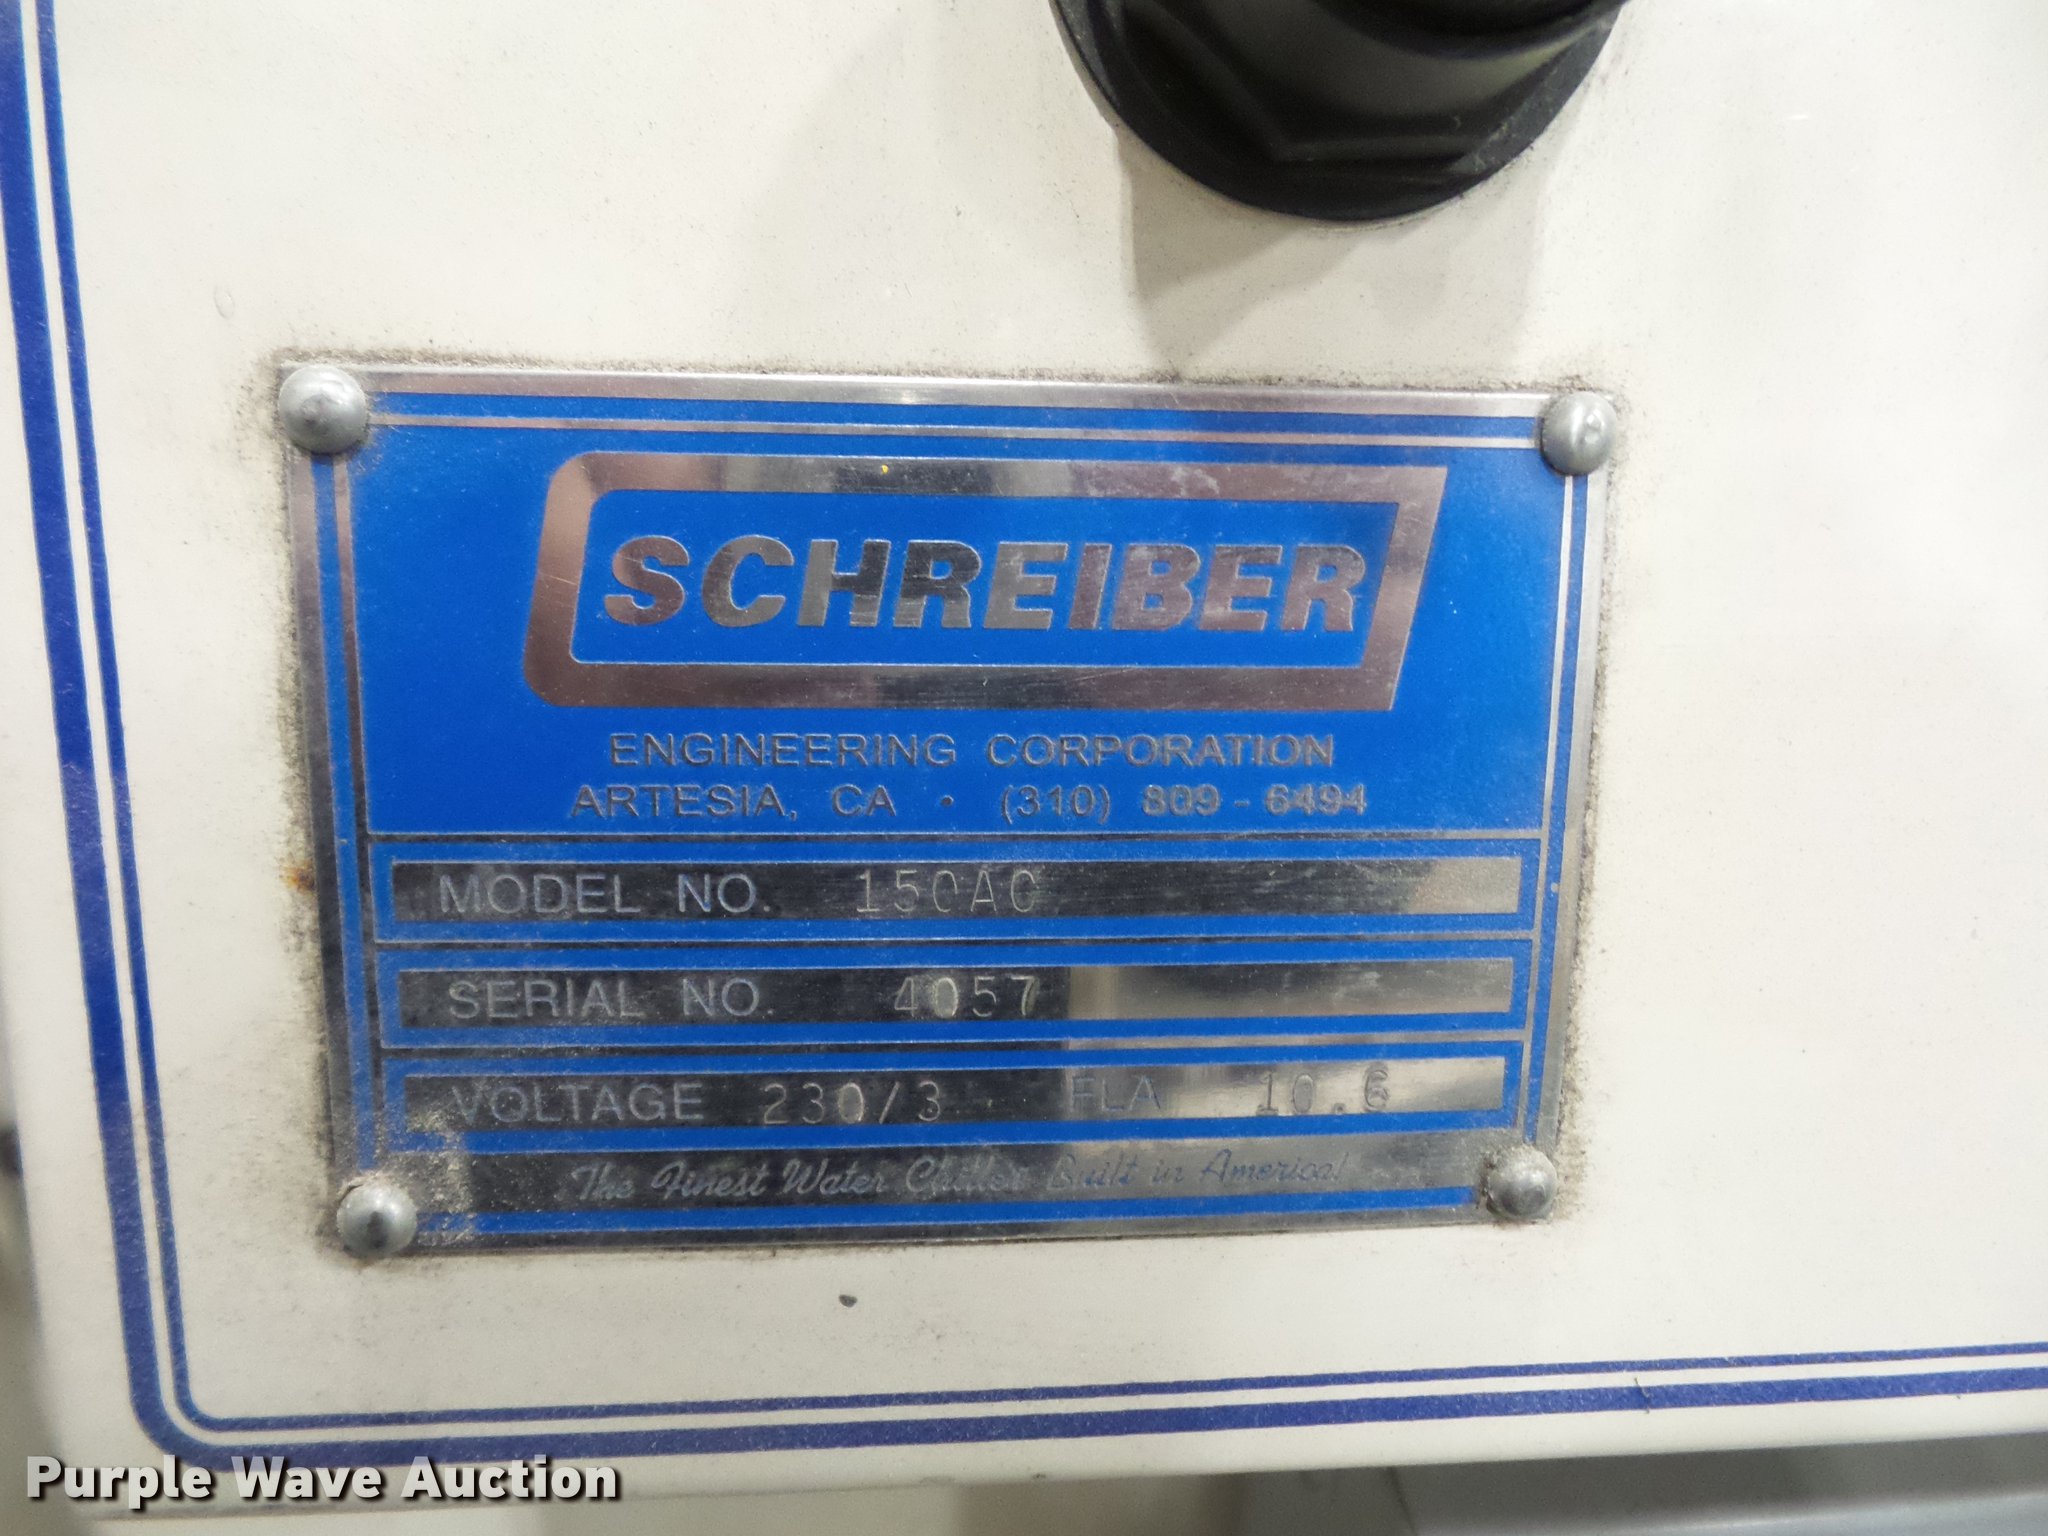 SCHREIBER
ENGINEERING CORPORATION
ARTESIA, CA • (310) 809-6494
MODEL NO. 150AC
SERIAL NO. 4057
VOLTAGE 230/3 FLA 10.6
The Finest Water Chiller Built in America!
Purple Wave Auction